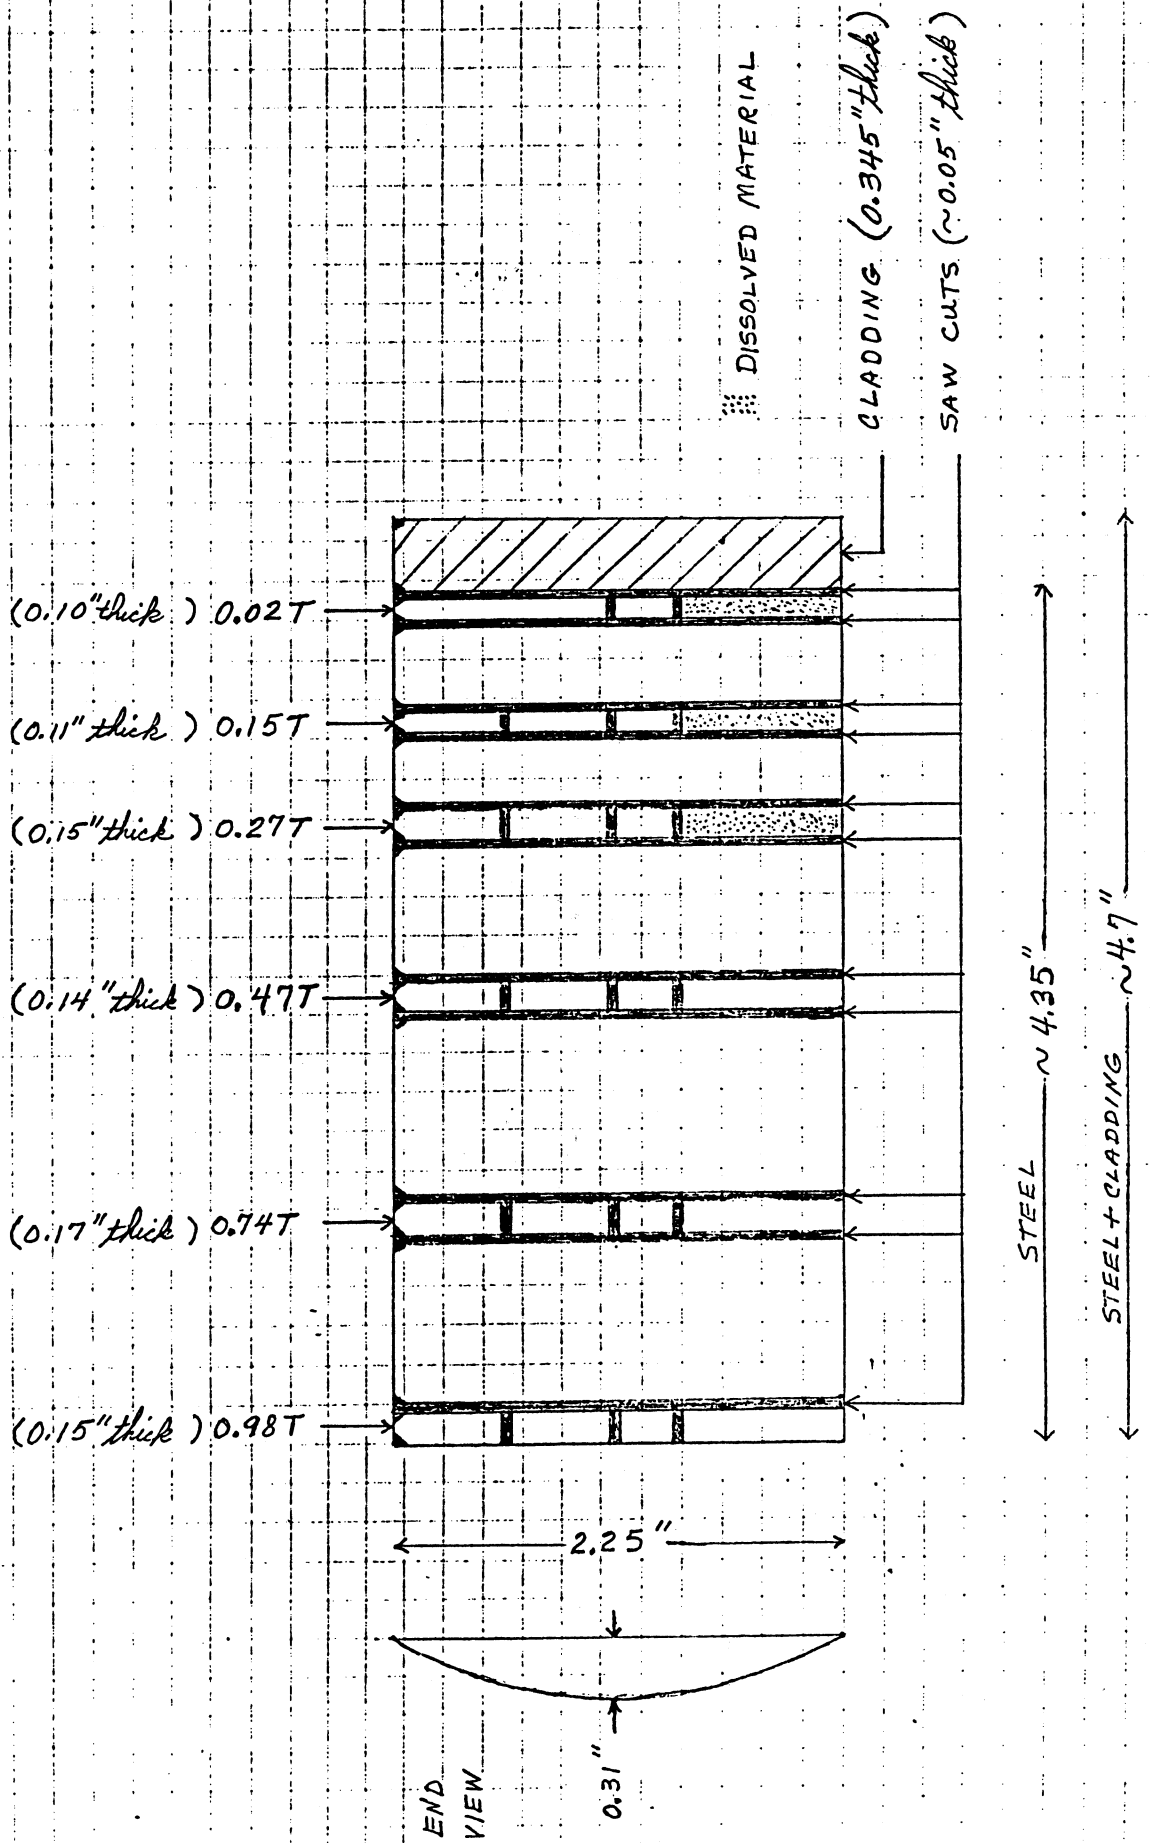 DISSOLVED MATERIAL
CLADDING (0.345" thick)
SAW CUTS (~0.05" thick)
(0.10" thick) 0.02T
(0.11" thick) 0.15T
(0.15" thick) 0.27T
(0.14" thick) 0.47T
(0.17" thick) 0.74T
(0.15" thick) 0.98T
STEEL ~4.35"
STEEL + CLADDING ~4.7"
2.25"
0.31"
END
VIEW